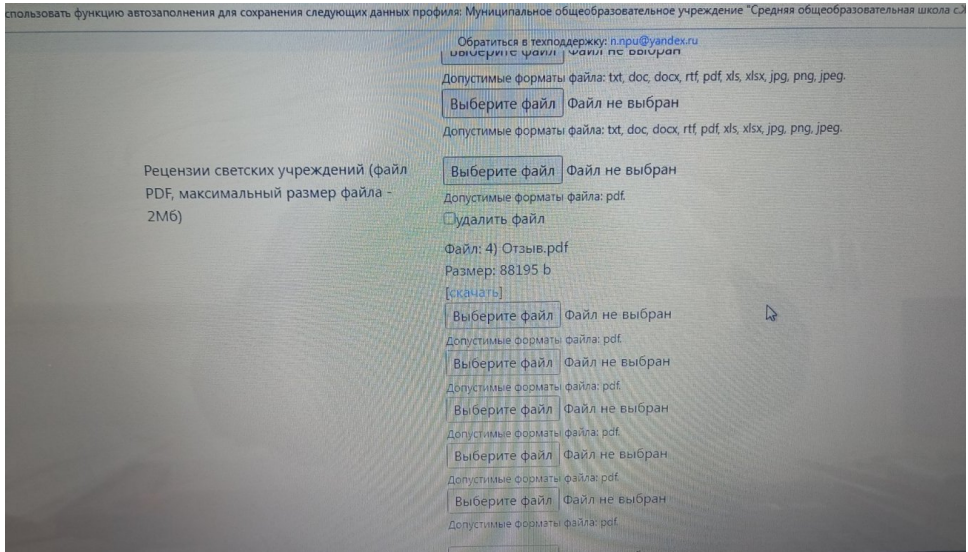 спользовать функцию автозаполнения для сохранения следующих данных профиля: Муниципальное общеобразовательное учреждение "Средняя общеобразовательная школа с.
Обратиться в техподдержку: n.npu@yandex.ru
Выберите файл Файл не выбран
Допустимые форматы файла: txt, doc, docx, rtf, pdf, xls, xlsx, jpg, png, jpeg.
Выберите файл Файл не выбран
Допустимые форматы файла: txt, doc, docx, rtf, pdf, xls, xlsx, jpg, png, jpeg.
Рецензии светских учреждений (файл
PDF, максимальный размер файла -
2Мб)
Выберите файл Файл не выбран
Допустимые форматы файла: pdf.
удалить файл
Файл: 4) Отзыв.pdf
Размер: 88195 b
[скачать]
Выберите файл Файл не выбран
Допустимые форматы файла: pdf.
Выберите файл Файл не выбран
Допустимые форматы файла: pdf.
Выберите файл Файл не выбран
Допустимые форматы файла: pdf.
Выберите файл Файл не выбран
Допустимые форматы файла: pdf.
Выберите файл Файл не выбран
Допустимые форматы файла: pdf.